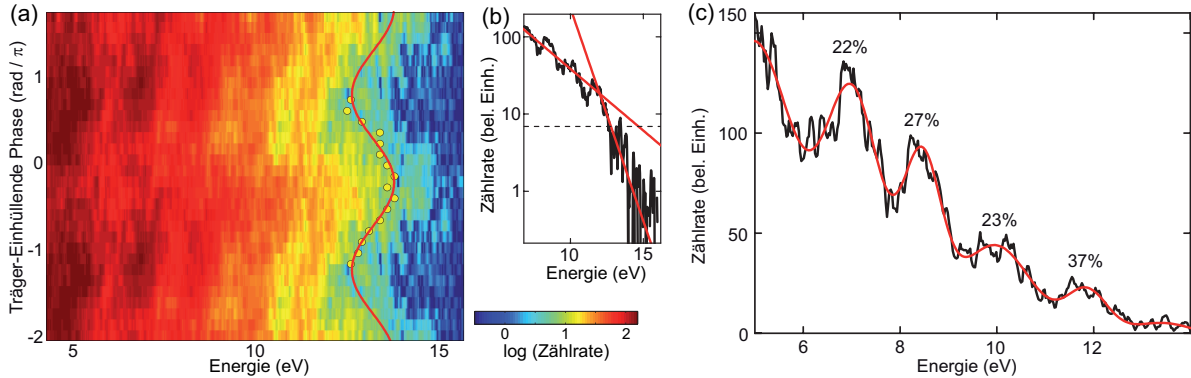 (a)
Träger-Einhüllende Phase (rad / π)
1
0
-1
-2
5
10
15
Energie (eV)
(b)
Zählrate (bel. Einh.)
100
10
1
10
15
Energie (eV)
0
1
2
log (Zählrate)
(c)
Zählrate (bel. Einh.)
150
100
50
0
22%
27%
23%
37%
6
8
10
12
Energie (eV)